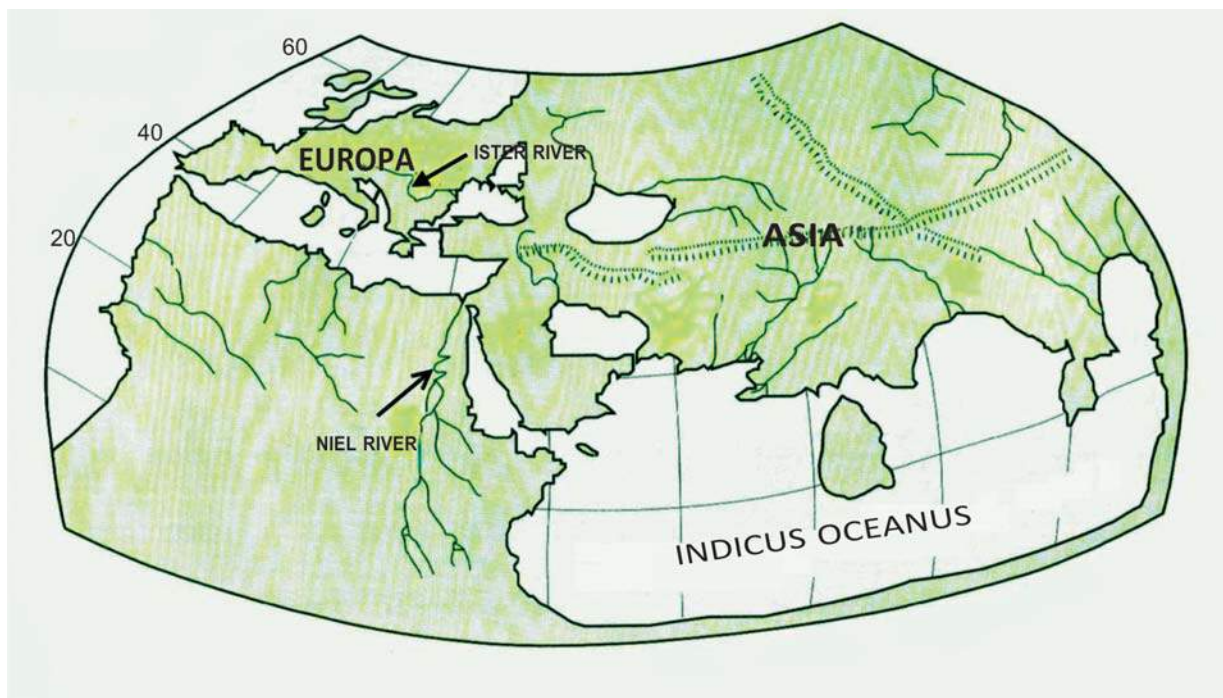 60
40
EUROPA
ISTER RIVER
20
ASIA
NIEL RIVER
INDICUS OCEANUS